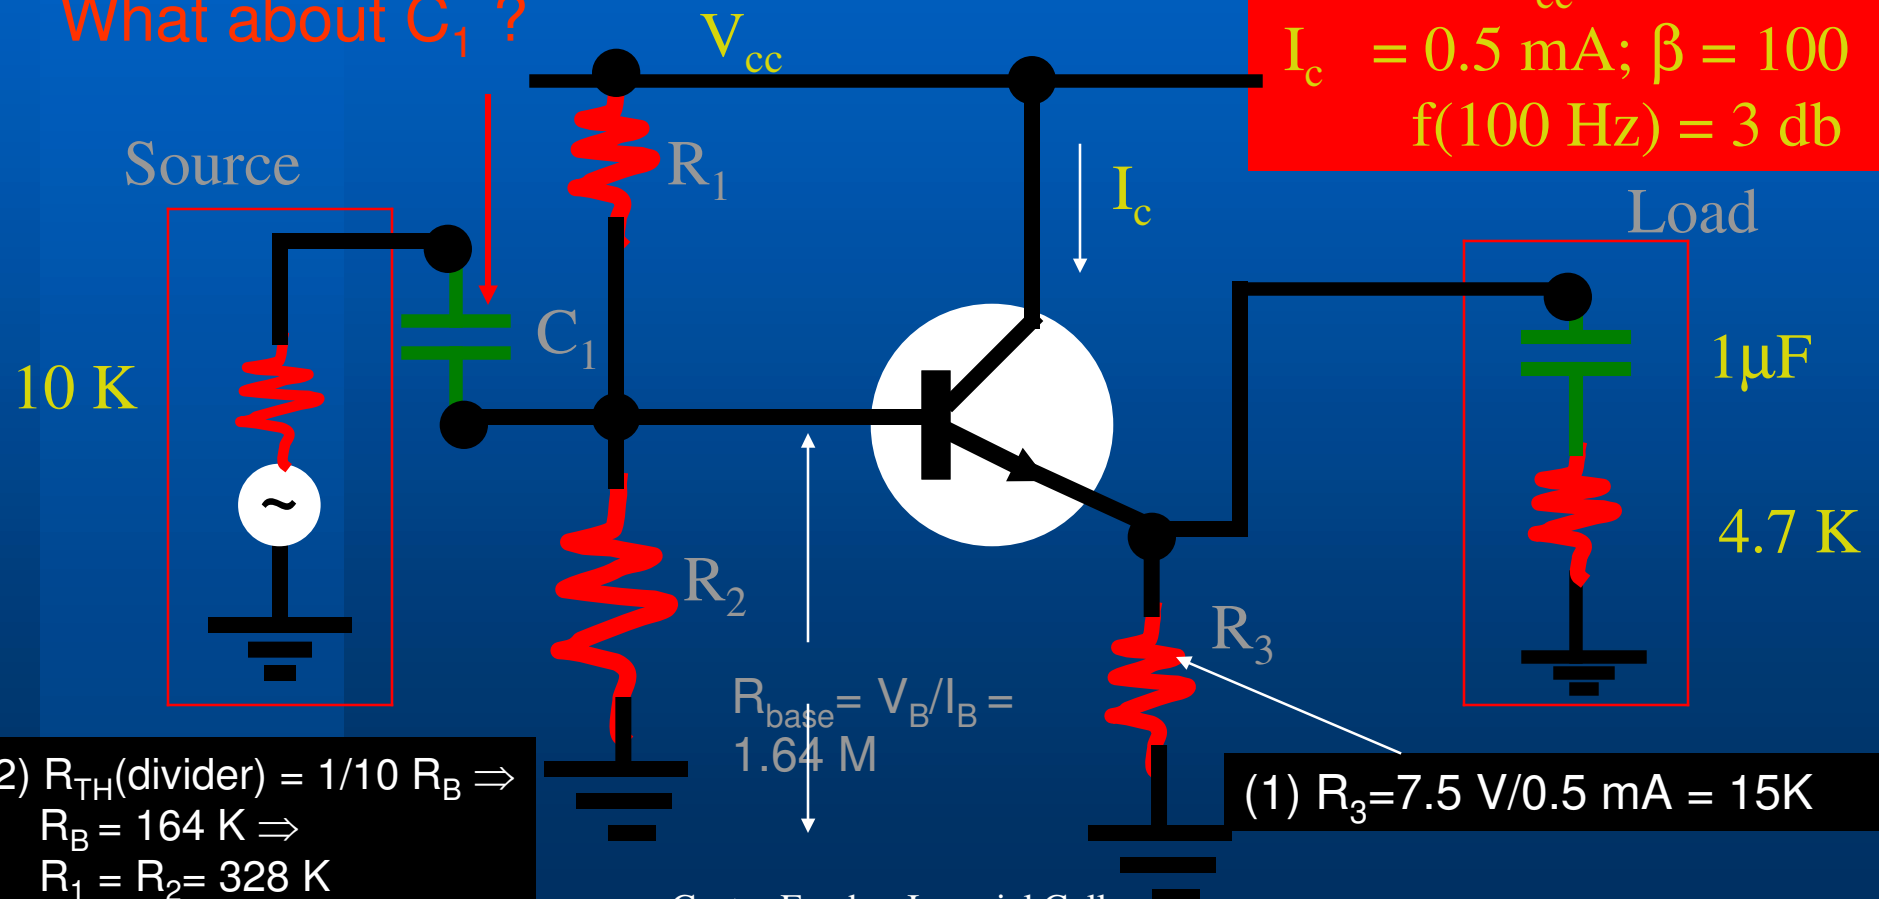 What about C1 ?
Vcc
cc
Ic = 0.5 mA; β = 100
f(100 Hz) = 3 db
Source
R1
Ic
Load
C1
10 K
1µF
~
4.7 K
R2
R3
Rbase= VB/IB =
1.64 M
2) RTH(divider) = 1/10 RB ⇒
RB = 164 K ⇒
R1 = R2= 328 K
(1) R3=7.5 V/0.5 mA = 15K